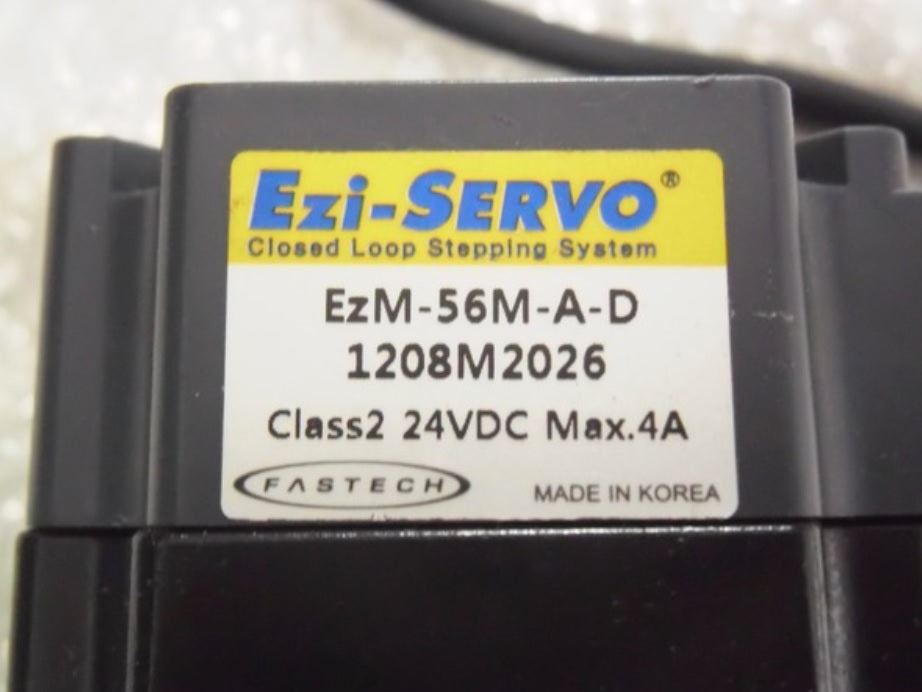 Ezi-SERVO®
Closed Loop Stepping System
EzM-56M-A-D
1208M2026
Class2 24VDC Max.4A
FASTECH
MADE IN KOREA